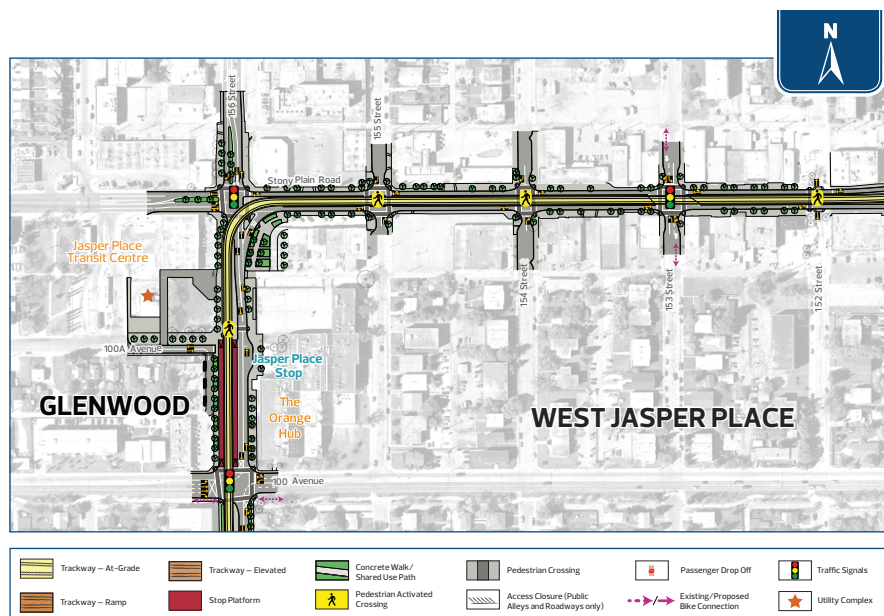 N
156 Street
155 Street
Stony Plain Road
154 Street
153 Street
152 Street
Jasper Place
Transit Centre
100A Avenue
Jasper Place
Stop
GLENWOOD
The
Orange
Hub
WEST JASPER PLACE
100 Avenue
Trackway – At-Grade
Trackway – Elevated
Concrete Walk/
Shared Use Path
Pedestrian Crossing
Passenger Drop Off
Traffic Signals
Trackway – Ramp
Stop Platform
Pedestrian Activated
Crossing
Access Closure (Public
Alleys and Roadways only)
Existing/Proposed
Bike Connection
Utility Complex